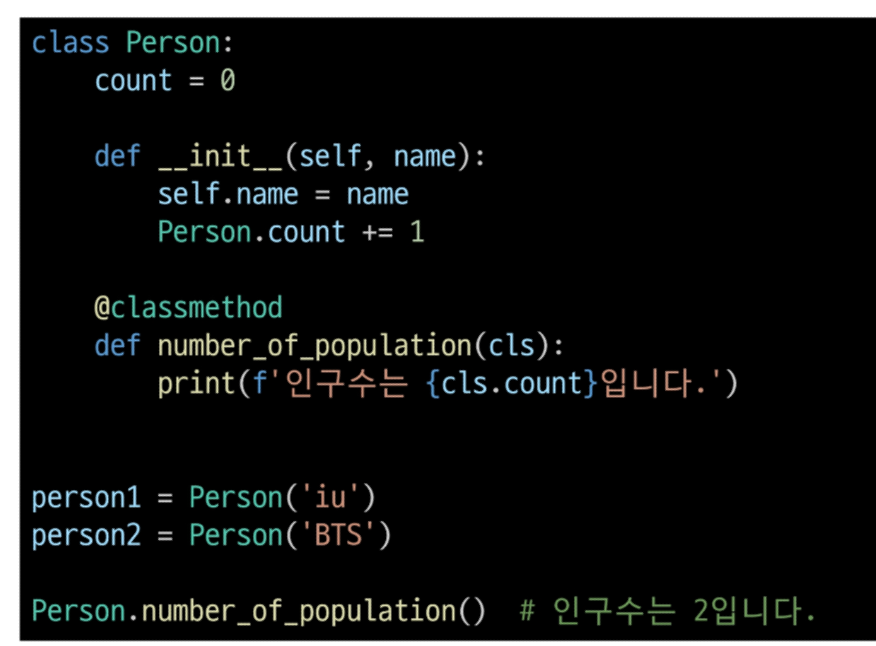 class Person:
    count = 0
    def __init__(self, name):
        self.name = name
        Person.count += 1
    @classmethod
    def number_of_population(cls):
        print(f'인구수는 {cls.count}입니다.')
person1 = Person('iu')
person2 = Person('BTS')
Person.number_of_population()  # 인구수는 2입니다.